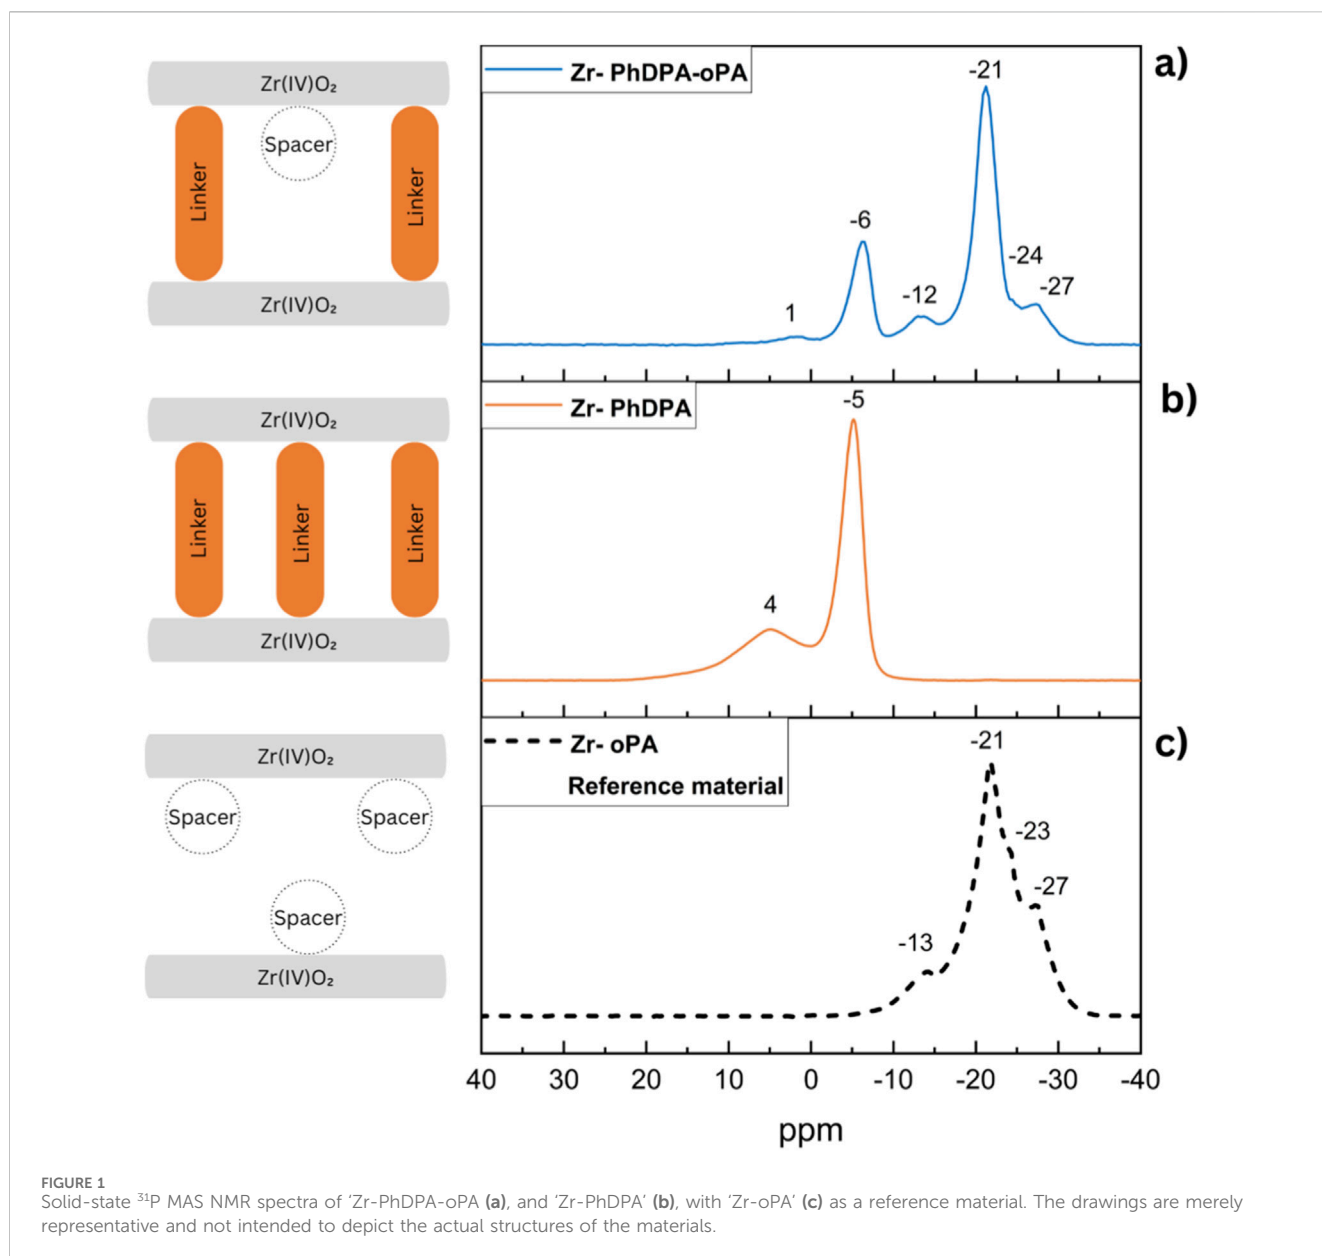 Zr(IV)O₂
Spacer
Linker
Linker
Zr(IV)O₂
Zr- PhDPA-oPA
a)
-21
-6
-24
-27
-12
1
Zr(IV)O₂
Linker
Linker
Linker
Zr(IV)O₂
Zr- PhDPA
b)
-5
4
Zr(IV)O₂
Spacer
Spacer
Spacer
Zr(IV)O₂
Zr- oPA
Reference material
c)
-21
-23
-27
-13
40 30 20 10 0 -10 -20 -30 -40
ppm
FIGURE 1
Solid-state ³¹P MAS NMR spectra of ‘Zr-PhDPA-oPA (a), and ‘Zr-PhDPA’ (b), with ‘Zr-oPA’ (c) as a reference material. The drawings are merely
representative and not intended to depict the actual structures of the materials.